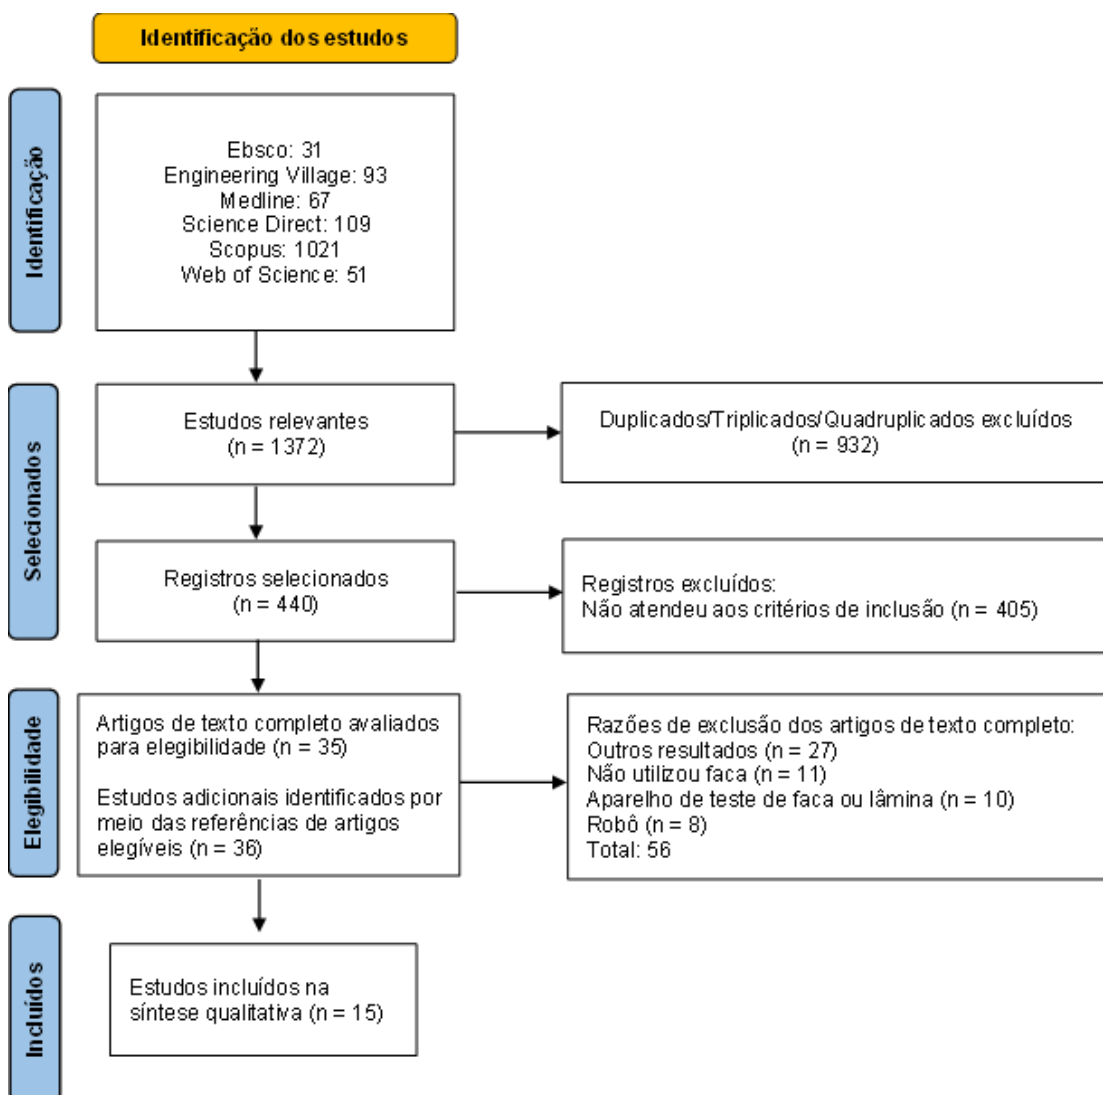 Identificação dos estudos
Identificação
Ebsco: 31
Engineering Village: 93
Medline: 67
Science Direct: 109
Scopus: 1021
Web of Science: 51
Selecionados
Estudos relevantes
(n = 1372)
Duplicados/Triplicados/Quadruplicados excluídos
(n = 932)
Registros selecionados
(n = 440)
Registros excluídos:
Não atendeu aos critérios de inclusão (n = 405)
Elegibilidade
Artigos de texto completo avaliados
para elegibilidade (n = 35)
Estudos adicionais identificados por
meio das referências de artigos
elegíveis (n = 36)
Razões de exclusão dos artigos de texto completo:
Outros resultados (n = 27)
Não utilizou faca (n = 11)
Aparelho de teste de faca ou lâmina (n = 10)
Robô (n = 8)
Total: 56
Incluídos
Estudos incluídos na
síntese qualitativa (n = 15)